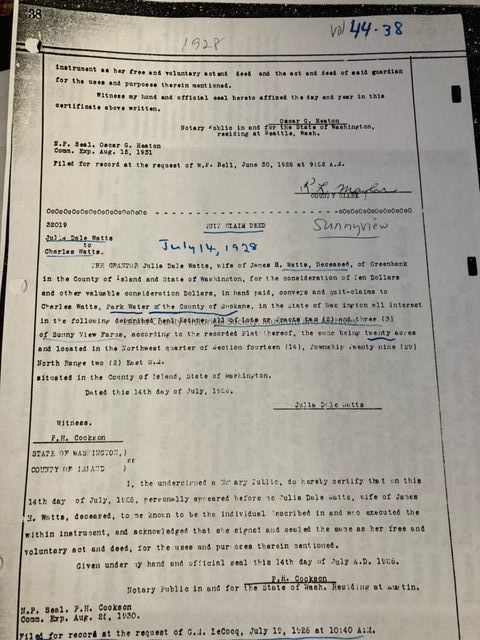 38
1928
vol 44-38
instrument as her free and voluntary act and deed and the act and deed of said guardian
for the uses and purposes therein mentioned.
Witness my hand and official seal hereto affixed the day and year in this
certificate above written.
Oscar G. Heaton
Notary Public in and for the State of Washington,
residing at Seattle, Wash.
N.P. Seal. Oscar G. Heaton
Comm. Exp. Aug. 15, 1931
Filed for record at the request of W.P. Bell, June 30, 1928 at 9:02 A.M.
COUNTY CLERK
32019
QUIT CLAIM DEED
Sunnyview
Julia Dale Watts
to
Charles Watts.
July 14, 1928
THE GRANTOR Julia Dale Watts, wife of James H. Watts, Deceased, of Greenbank
in the County of Island and State of Washington, for the consideration of Ten Dollars
and other valuable consideration Dollars, in hand paid, conveys and quit-claims to
Charles Watts, Park Water of the County of Spokane, in the State of Washington all interest
in the following described Real Estate: All of lots or tracts two (2) and three (3)
of Sunny View Farms, according to the recorded Plat thereof, the same being twenty acres
and located in the Northwest quarter of Section fourteen (14), Township Twenty nine (29)
North Range two (2) East W.M.
situated in the County of Island, State of Washington.
Dated this 14th day of July, 1928.
Julia Dale Watts
Witness.
P.H. Cookson
STATE OF WASHINGTON,)
COUNTY OF ISLAND )
I, the undersigned a Notary Public, do hereby certify that on this
14th day of July, 1928, personally appeared before me Julia Dale Watts, wife of James
H. Watts, deceased, to me known to be the individual described in and who executed the
within instrument, and acknowledged that she signed and sealed the same as her free and
voluntary act and deed, for the uses and purposes therein mentioned.
Given under my hand and official seal this 14th day of July A.D. 1928.
P.H. Cookson
Notary Public in and for the State of Wash. Residing at Austin.
N.P. Seal. P.H. Cookson
Comm. Exp. Aug. 21, 1930.
Filed for record at the request of G.M. LeCocq, July 19, 1928 at 10:40 A.M.